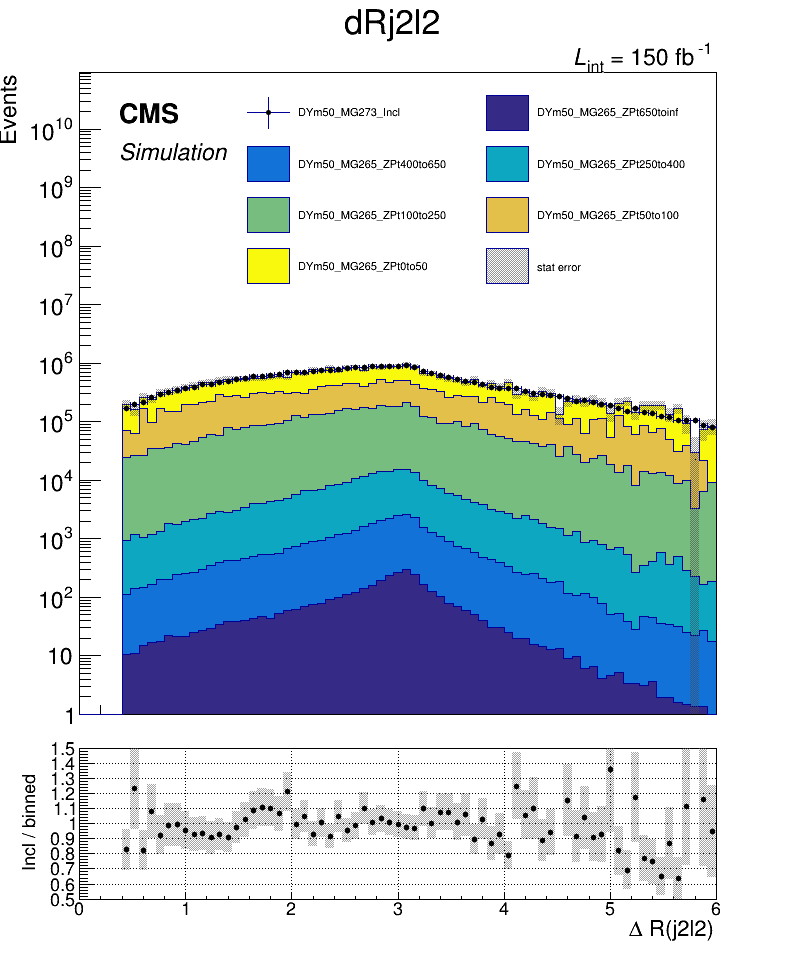 dRj2l2
L_int = 150 fb^-1
Events
CMS
Simulation
DYm50_MG273_Incl
DYm50_MG265_ZPt650toinf
DYm50_MG265_ZPt400to650
DYm50_MG265_ZPt250to400
DYm50_MG265_ZPt100to250
DYm50_MG265_ZPt50to100
DYm50_MG265_ZPt0to50
stat error
10^10
10^9
10^8
10^7
10^6
10^5
10^4
10^3
10^2
10
1
Incl / binned
1.5
1.4
1.3
1.2
1.1
1
0.9
0.8
0.7
0.6
0.5
0 1 2 3 4 5 6
Δ R(j2l2)